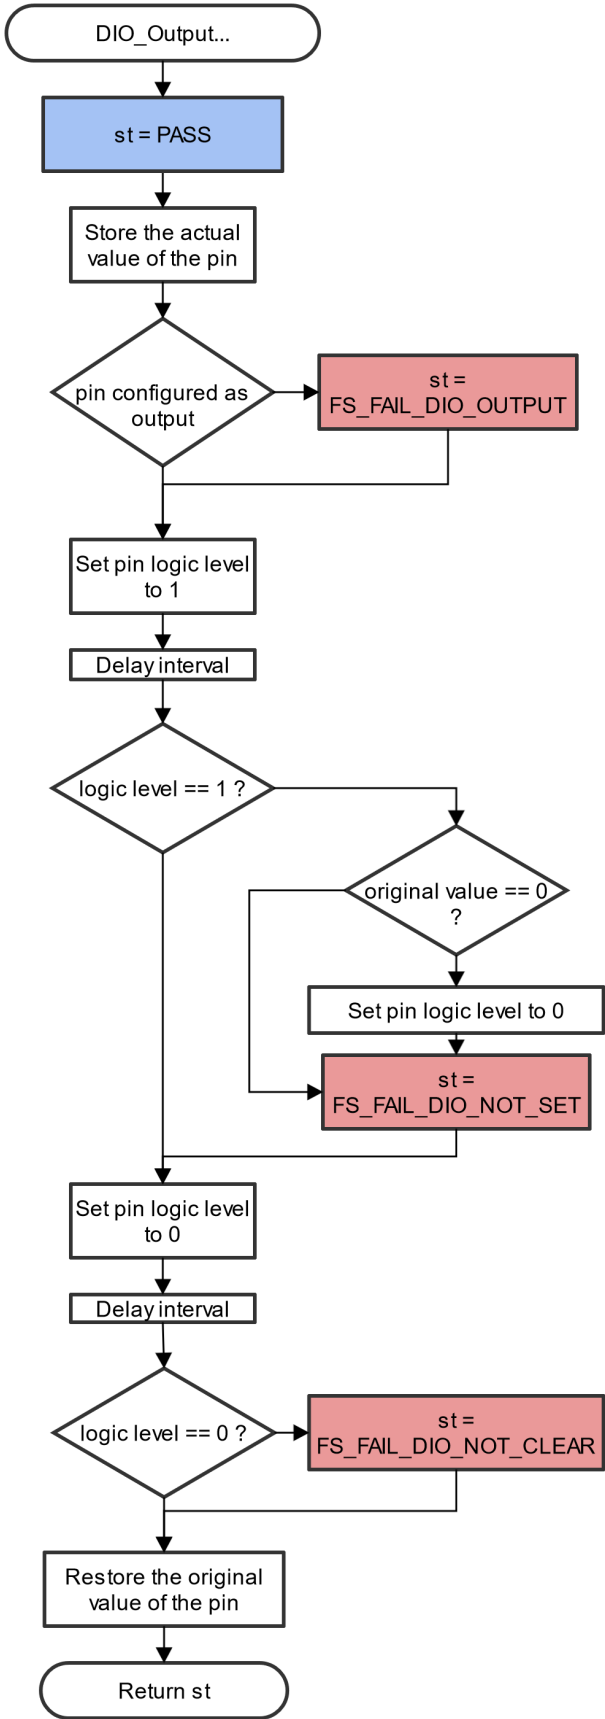 DIO_Output...
st = PASS
Store the actual
value of the pin
pin configured as
output
st =
FS_FAIL_DIO_OUTPUT
Set pin logic level
to 1
Delay interval
logic level == 1 ?
original value == 0
?
Set pin logic level to 0
st =
FS_FAIL_DIO_NOT_SET
Set pin logic level
to 0
Delay interval
logic level == 0 ?
st =
FS_FAIL_DIO_NOT_CLEAR
Restore the original
value of the pin
Return st